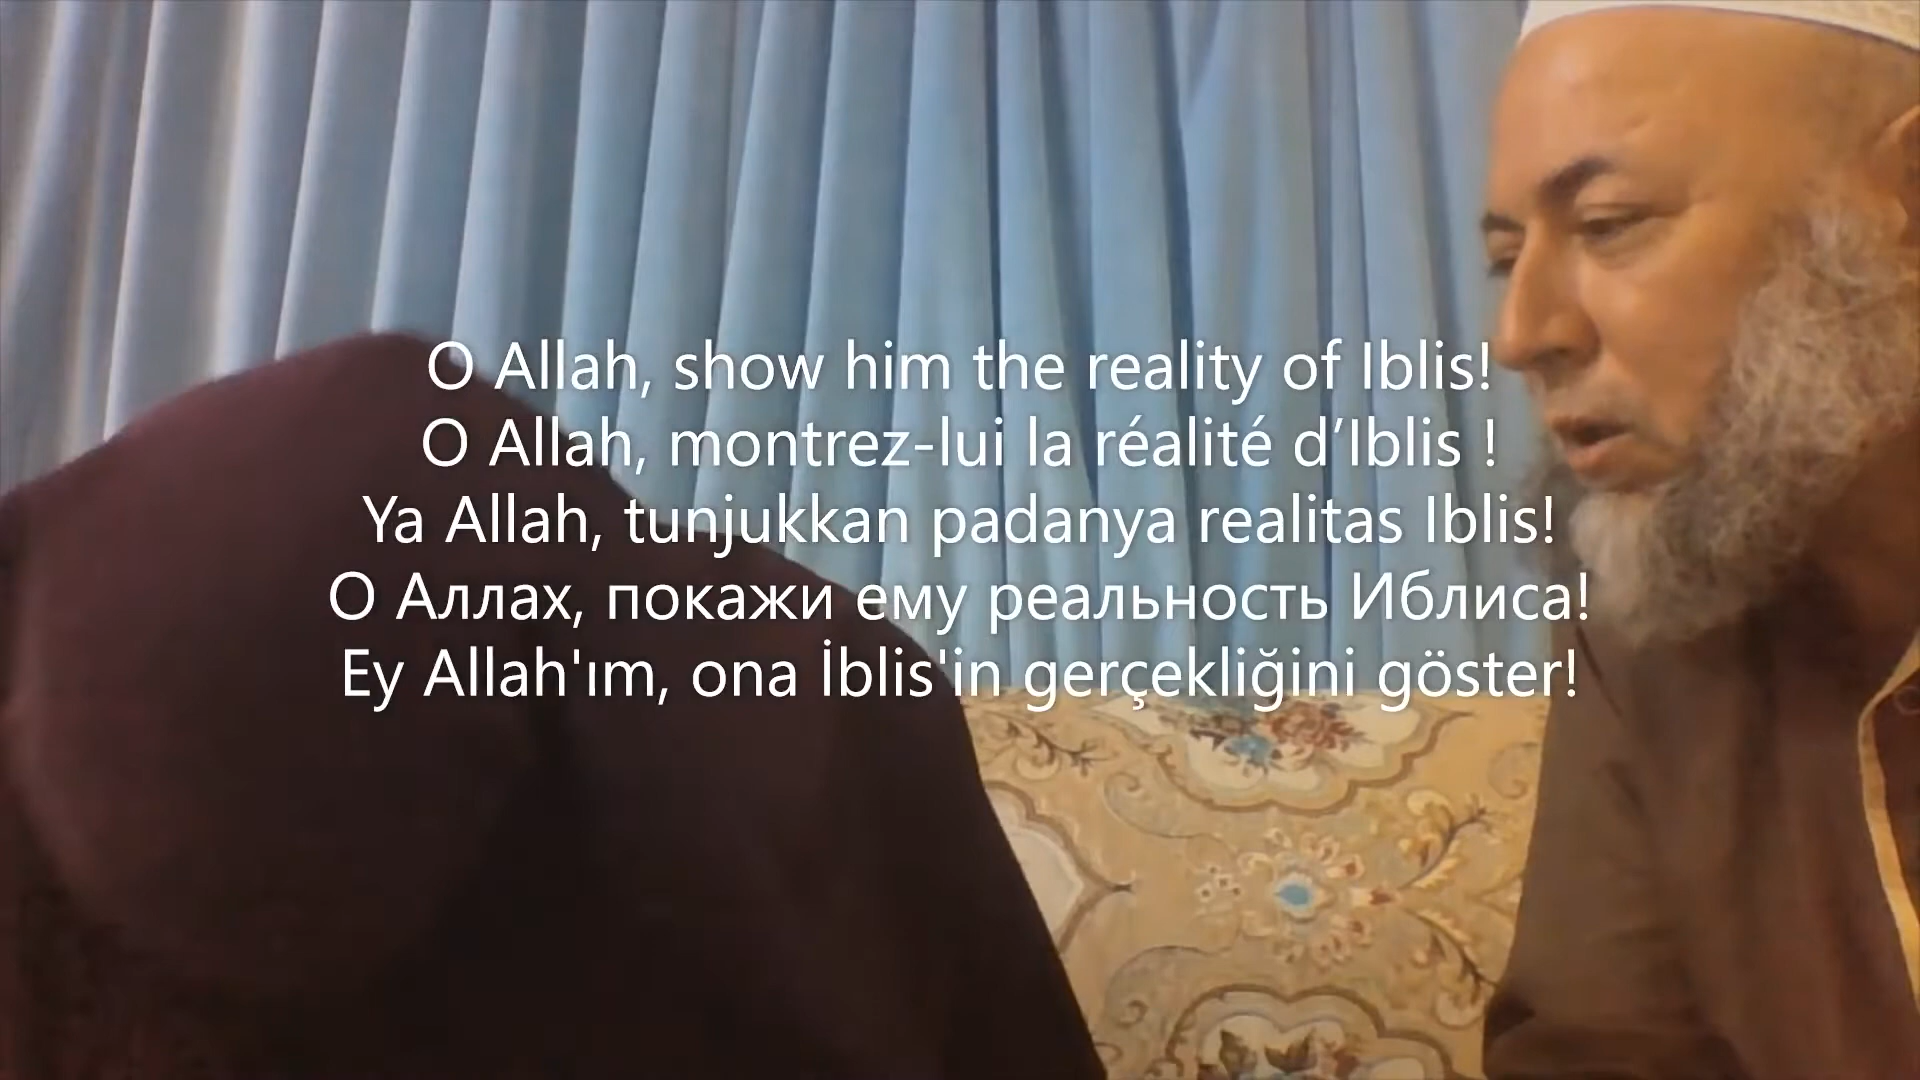 O Allah, show him the reality of Iblis!
O Allah, montrez-lui la réalité d’Iblis !
Ya Allah, tunjukkan padanya realitas Iblis!
О Аллах, покажи ему реальность Иблиса!
Ey Allah'ım, ona İblis'in gerçekliğini göster!